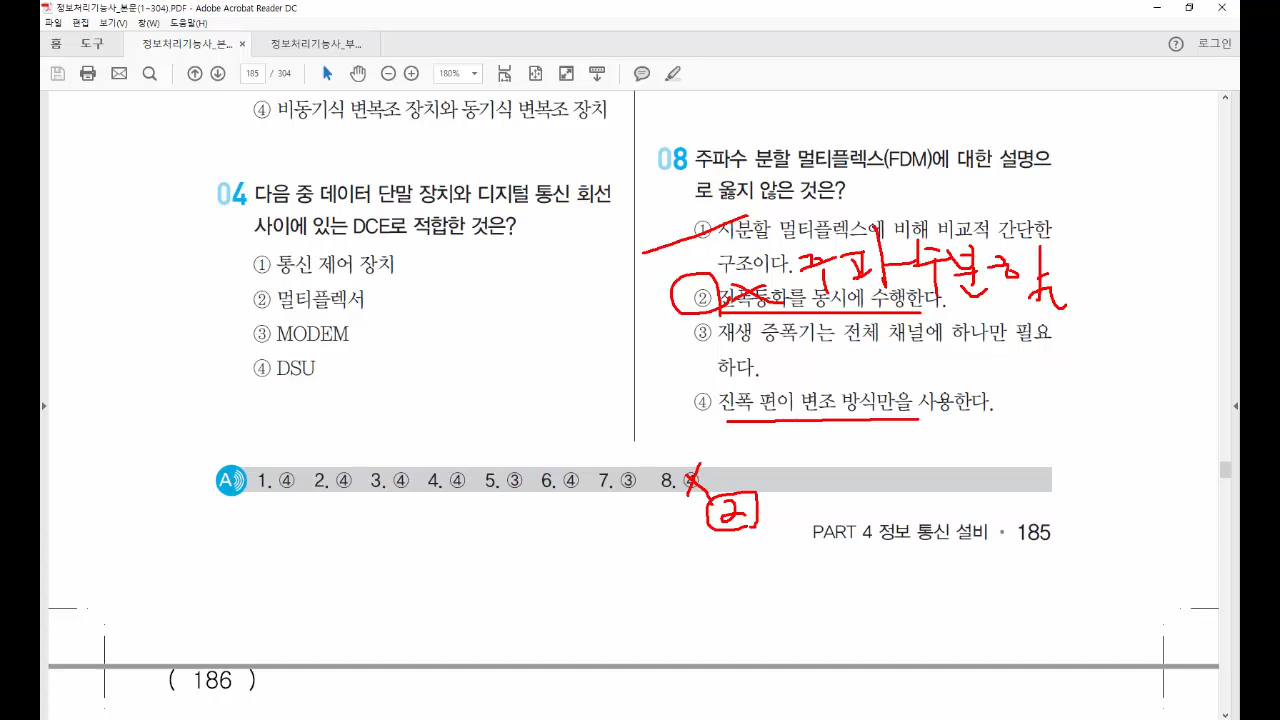 정보처리기능사_본문(1~304).PDF - Adobe Acrobat Reader DC
파일 편집 보기(V) 창(W) 도움말(H)
홈 도구 정보처리기능사_본... × 정보처리기능사_부... 로그인
185 / 304 180%
④ 비동기식 변복조 장치와 동기식 변복조 장치
04 다음 중 데이터 단말 장치와 디지털 통신 회선
사이에 있는 DCE로 적합한 것은?
① 통신 제어 장치
② 멀티플렉서
③ MODEM
④ DSU
08 주파수 분할 멀티플렉스(FDM)에 대한 설명으
로 옳지 않은 것은?
① 시분할 멀티플렉스에 비해 비교적 간단한
구조이다.
주파수분할
② 진폭등화를 동시에 수행한다.
③ 재생 증폭기는 전체 채널에 하나만 필요
하다.
④ 진폭 편이 변조 방식만을 사용한다.
A 1. ④ 2. ④ 3. ④ 4. ④ 5. ③ 6. ④ 7. ③ 8. ④
2
PART 4 정보 통신 설비 · 185
( 186 )